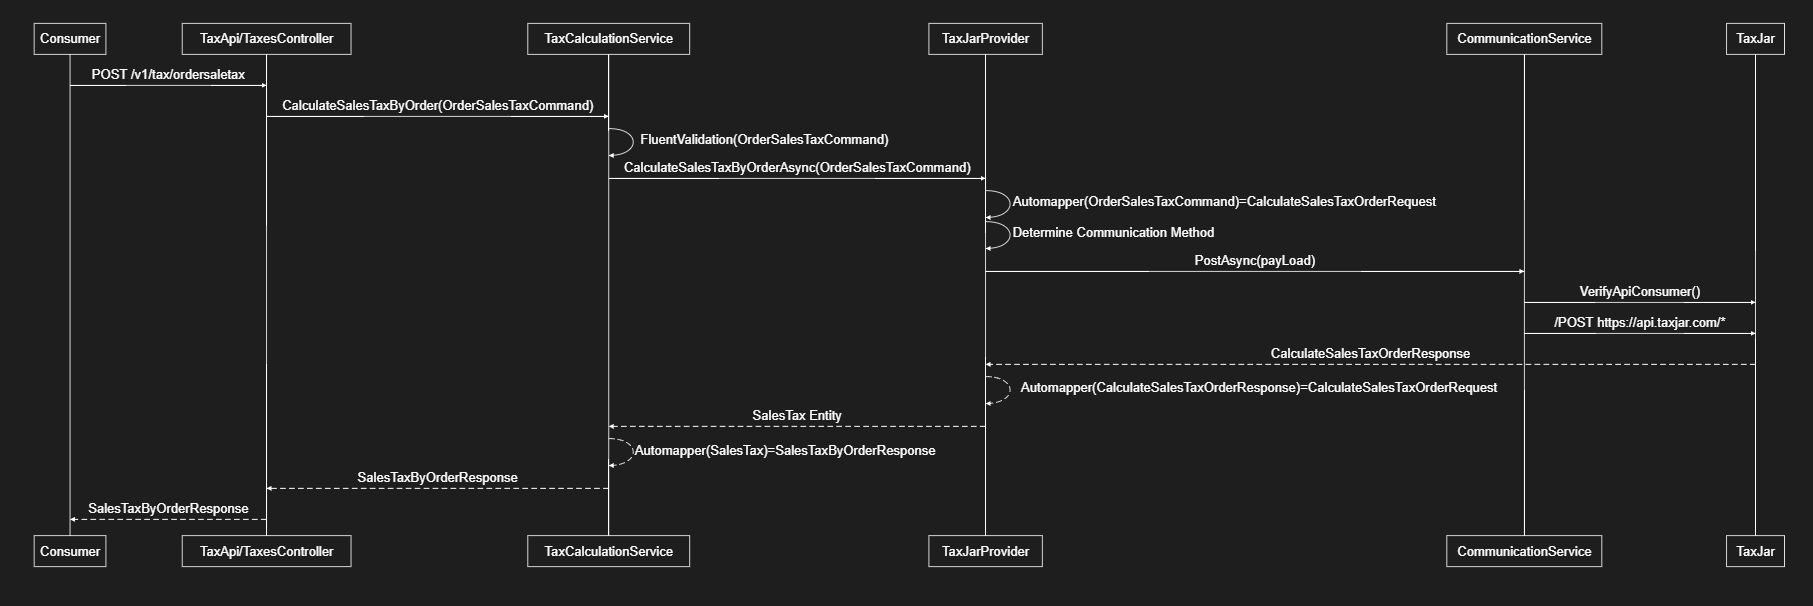 Consumer
TaxApi/TaxesController
TaxCalculationService
TaxJarProvider
CommunicationService
TaxJar
POST /v1/tax/ordersaletax
CalculateSalesTaxByOrder(OrderSalesTaxCommand)
FluentValidation(OrderSalesTaxCommand)
CalculateSalesTaxByOrderAsync(OrderSalesTaxCommand)
Automapper(OrderSalesTaxCommand)=CalculateSalesTaxOrderRequest
Determine Communication Method
PostAsync(payLoad)
VerifyApiConsumer()
/POST https://api.taxjar.com/*
CalculateSalesTaxOrderResponse
Automapper(CalculateSalesTaxOrderResponse)=CalculateSalesTaxOrderRequest
SalesTax Entity
Automapper(SalesTax)=SalesTaxByOrderResponse
SalesTaxByOrderResponse
SalesTaxByOrderResponse
Consumer
TaxApi/TaxesController
TaxCalculationService
TaxJarProvider
CommunicationService
TaxJar